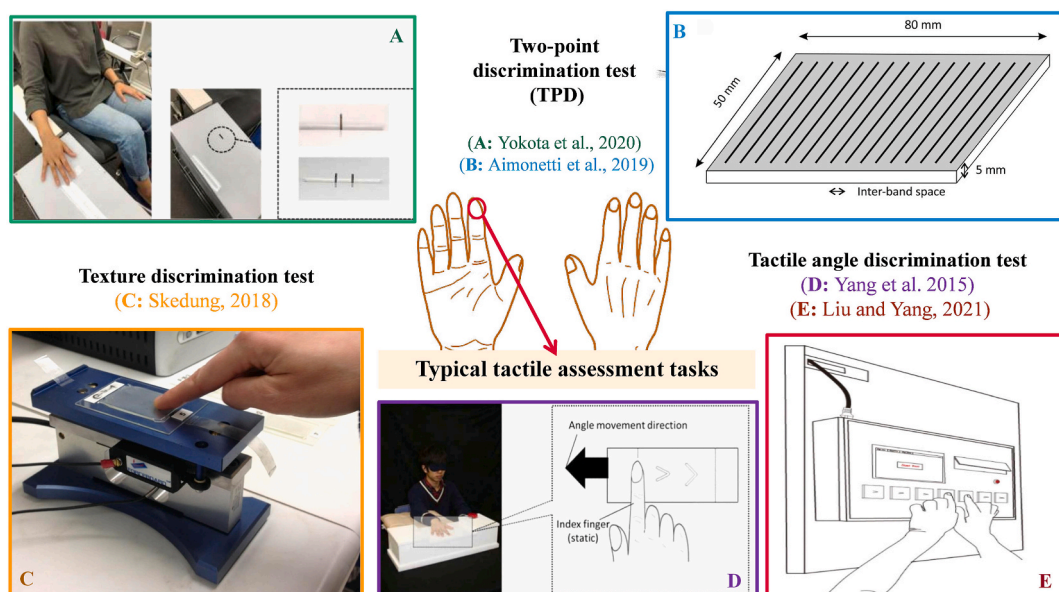 A
Two-point
discrimination test
(TPD)
(A: Yokota et al., 2020)
(B: Aimonetti et al., 2019)
B
80 mm
50 mm
5 mm
Inter-band space
Texture discrimination test
(C: Skedung, 2018)
Tactile angle discrimination test
(D: Yang et al. 2015)
(E: Liu and Yang, 2021)
Typical tactile assessment tasks
C
Angle movement direction
Index finger
(static)
D
E